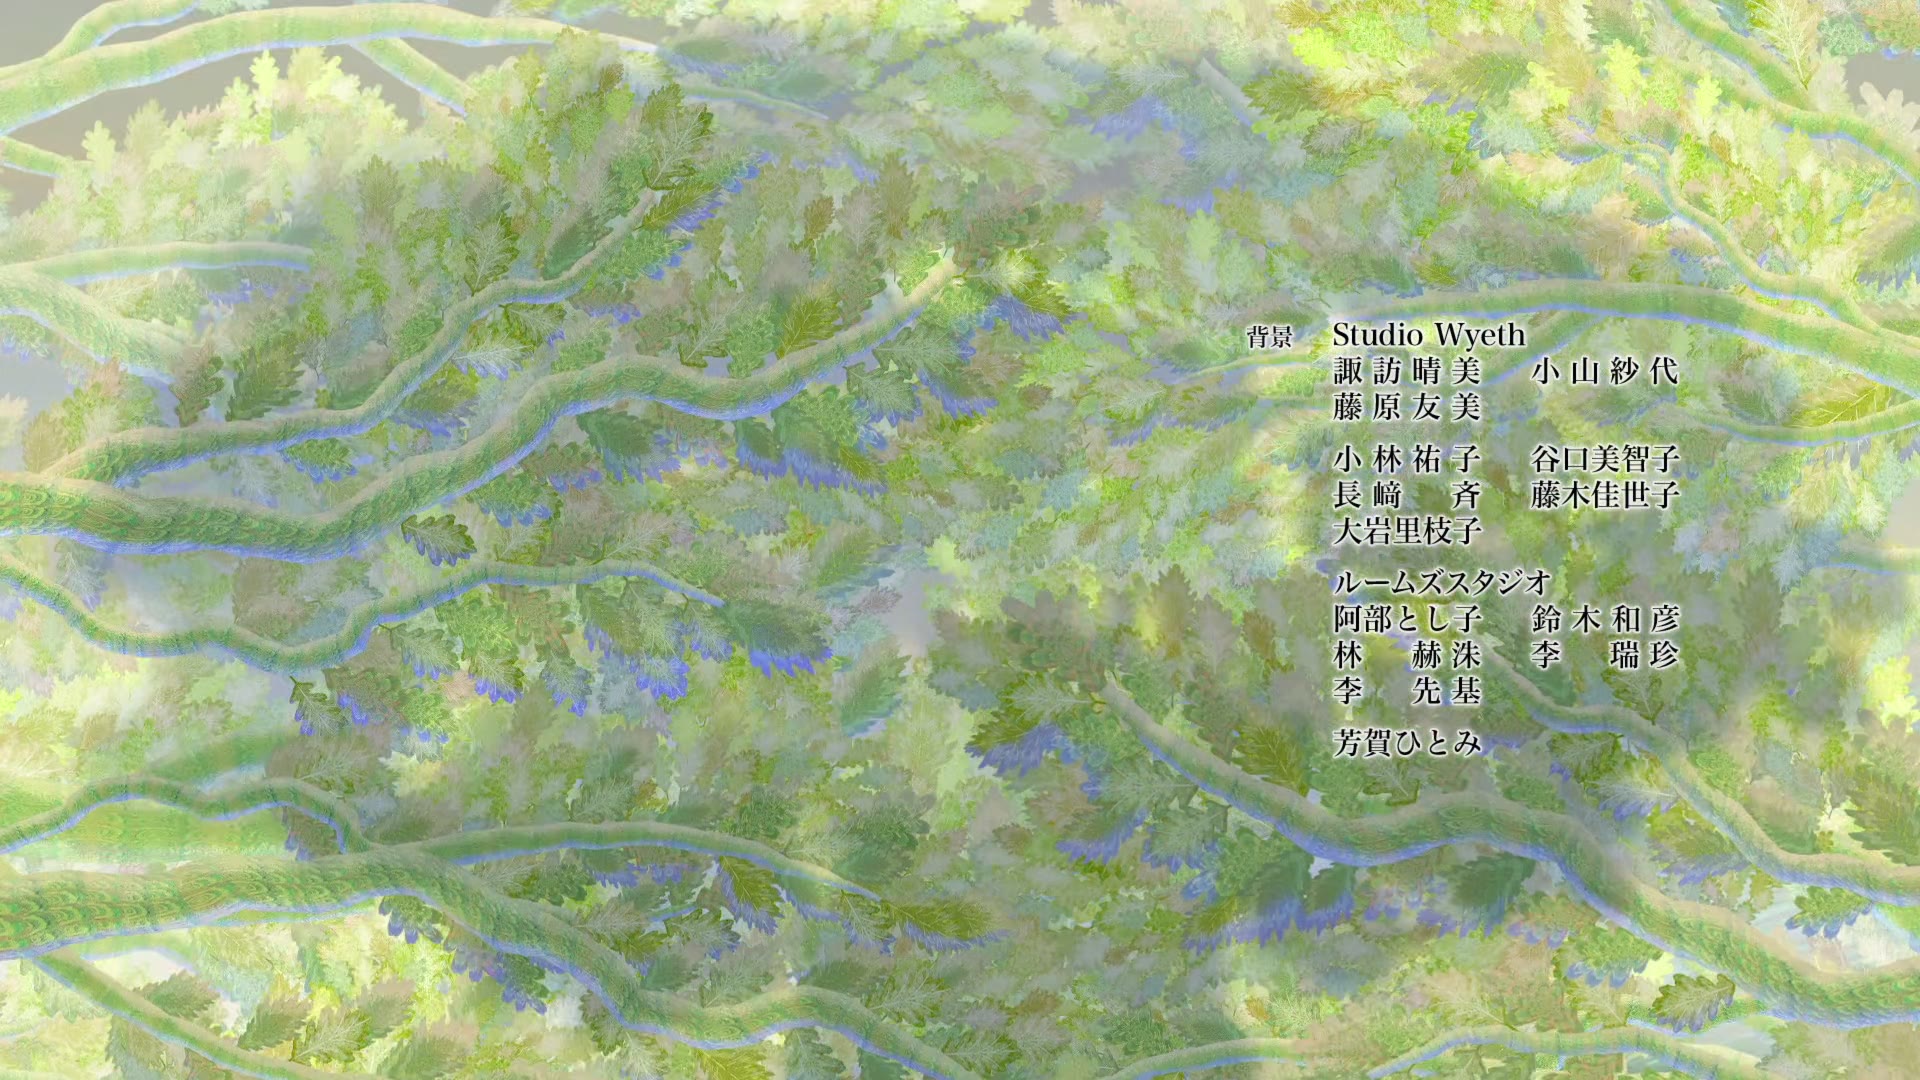 背景 Studio Wyeth
諏訪晴美 小山紗代
藤原友美
小林祐子 谷口美智子
長﨑 斉 藤木佳世子
大岩里枝子
ルームズスタジオ
阿部とし子 鈴木和彦
林 赫洙 李 瑞珍
李 先基
芳賀ひとみ